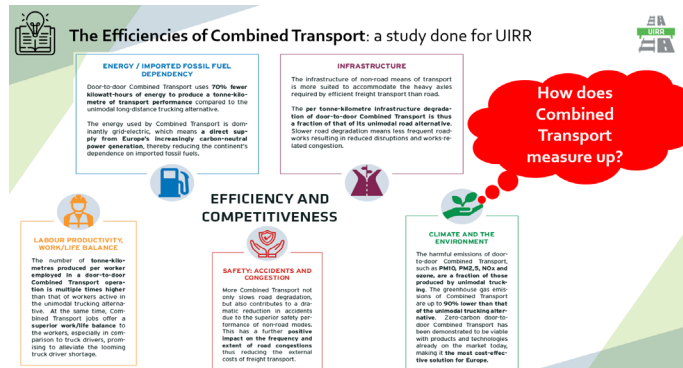 The Efficiencies of Combined Transport: a study done for UIRR
UIRR
ENERGY / IMPORTED FOSSIL FUEL
DEPENDENCY
Door-to-door Combined Transport uses 70% fewer
kilowatt-hours of energy to produce a tonne-kilo-
metre of transport performance compared to the
unimodal long-distance trucking alternative.
The energy used by Combined Transport is dom-
inantly grid-electric, which means a direct sup-
ply from Europe's increasingly carbon-neutral
power generation, thereby reducing the continent's
dependence on imported fossil fuels.
INFRASTRUCTURE
The infrastructure of non-road means of transport
is more suited to accommodate the heavy axles
required by efficient freight transport than road.
The per tonne-kilometre infrastructure degrada-
tion of door-to-door Combined Transport is thus
a fraction of that of its unimodal road alternative.
Slower road degradation means less frequent road-
works resulting in reduced disruptions and works-re-
lated congestion.
How does
Combined
Transport
measure up?
EFFICIENCY AND
COMPETITIVENESS
LABOUR PRODUCTIVITY,
WORK/LIFE BALANCE
The number of tonne-kilo-
metres produced per worker
employed in a door-to-door
Combined Transport opera-
tion is multiple times higher
than that of workers active in
the unimodal trucking alterna-
tive. At the same time, Com-
bined Transport jobs offer a
superior work/life balance to
the workers, especially in com-
parison to truck drivers, prom-
ising to alleviate the looming
truck driver shortage.
SAFETY: ACCIDENTS AND
CONGESTION
More Combined Transport not
only slows road degradation,
but also contributes to a dra-
matic reduction in accidents
due to the superior safety per-
formance of non-road modes.
This has a further positive
impact on the frequency and
extent of road congestions
thus reducing the external
costs of freight transport.
CLIMATE AND THE
ENVIRONMENT
The harmful emissions of door-
to-door Combined Transport,
such as PM10, PM2,5, NOx and
ozone, are a fraction of these
produced by unimodal truck-
ing. The greenhouse gas emis-
sions of Combined Transport
are up to 90% lower than that
of the unimodal trucking alter-
native. Zero-carbon door-to-
door Combined Transport has
been demonstrated to be viable
with products and technologies
already on the market today,
making it the most cost-effec-
tive solution for Europe.